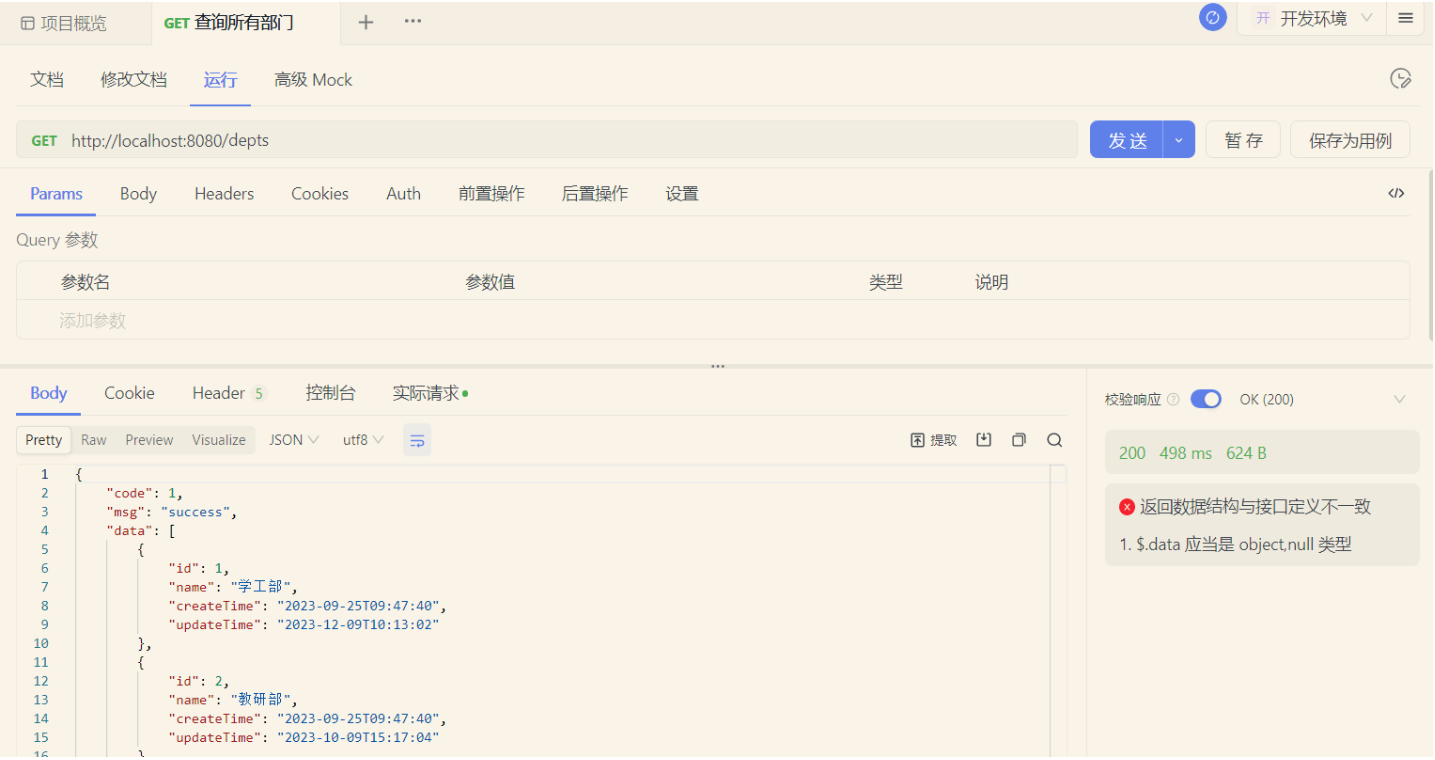 项目概览 GET 查询所有部门 + ··· 开 开发环境
文档 修改文档 运行 高级 Mock
GET http://localhost:8080/depts 发 送 暂 存 保存为用例
Params Body Headers Cookies Auth 前置操作 后置操作 设置 </>
Query 参数
参数名 参数值 类型 说明
添加参数
Body Cookie Header 5 控制台 实际请求 校验响应 OK (200)
Pretty Raw Preview Visualize JSON utf8 提取
200 498 ms 624 B
返回数据结构与接口定义不一致
1. $.data 应当是 object,null 类型
1 {
2 "code": 1,
3 "msg": "success",
4 "data": [
5 {
6 "id": 1,
7 "name": "学工部",
8 "createTime": "2023-09-25T09:47:40",
9 "updateTime": "2023-12-09T10:13:02"
10 },
11 {
12 "id": 2,
13 "name": "教研部",
14 "createTime": "2023-09-25T09:47:40",
15 "updateTime": "2023-10-09T15:17:04"
16 }